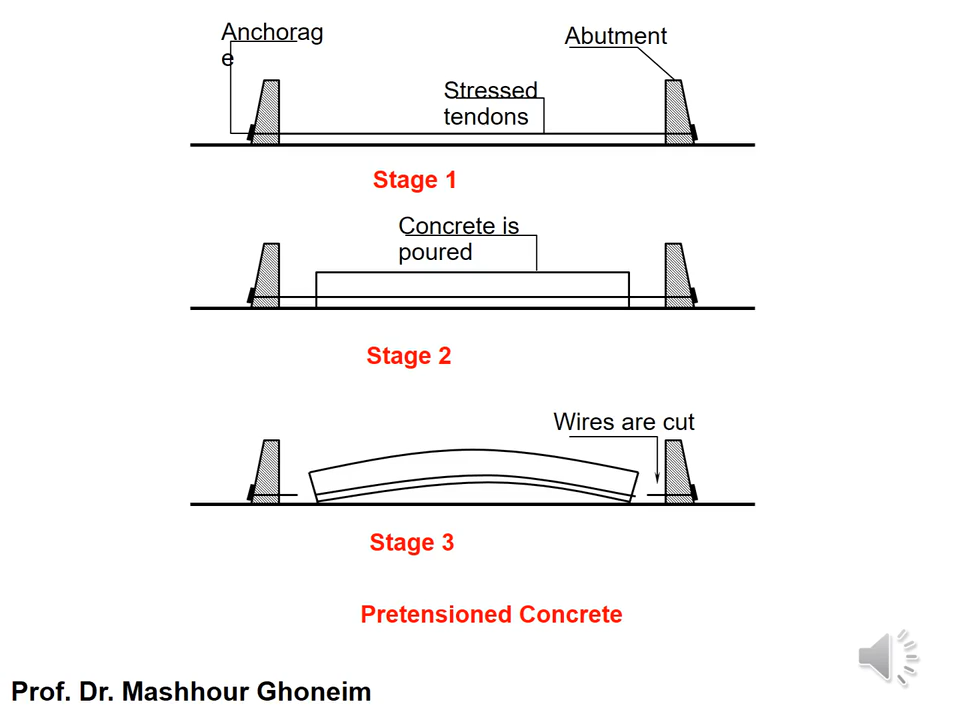 Anchorag
e
Abutment
Stressed
tendons
Stage 1
Concrete is
poured
Stage 2
Wires are cut
Stage 3
Pretensioned Concrete
Prof. Dr. Mashhour Ghoneim